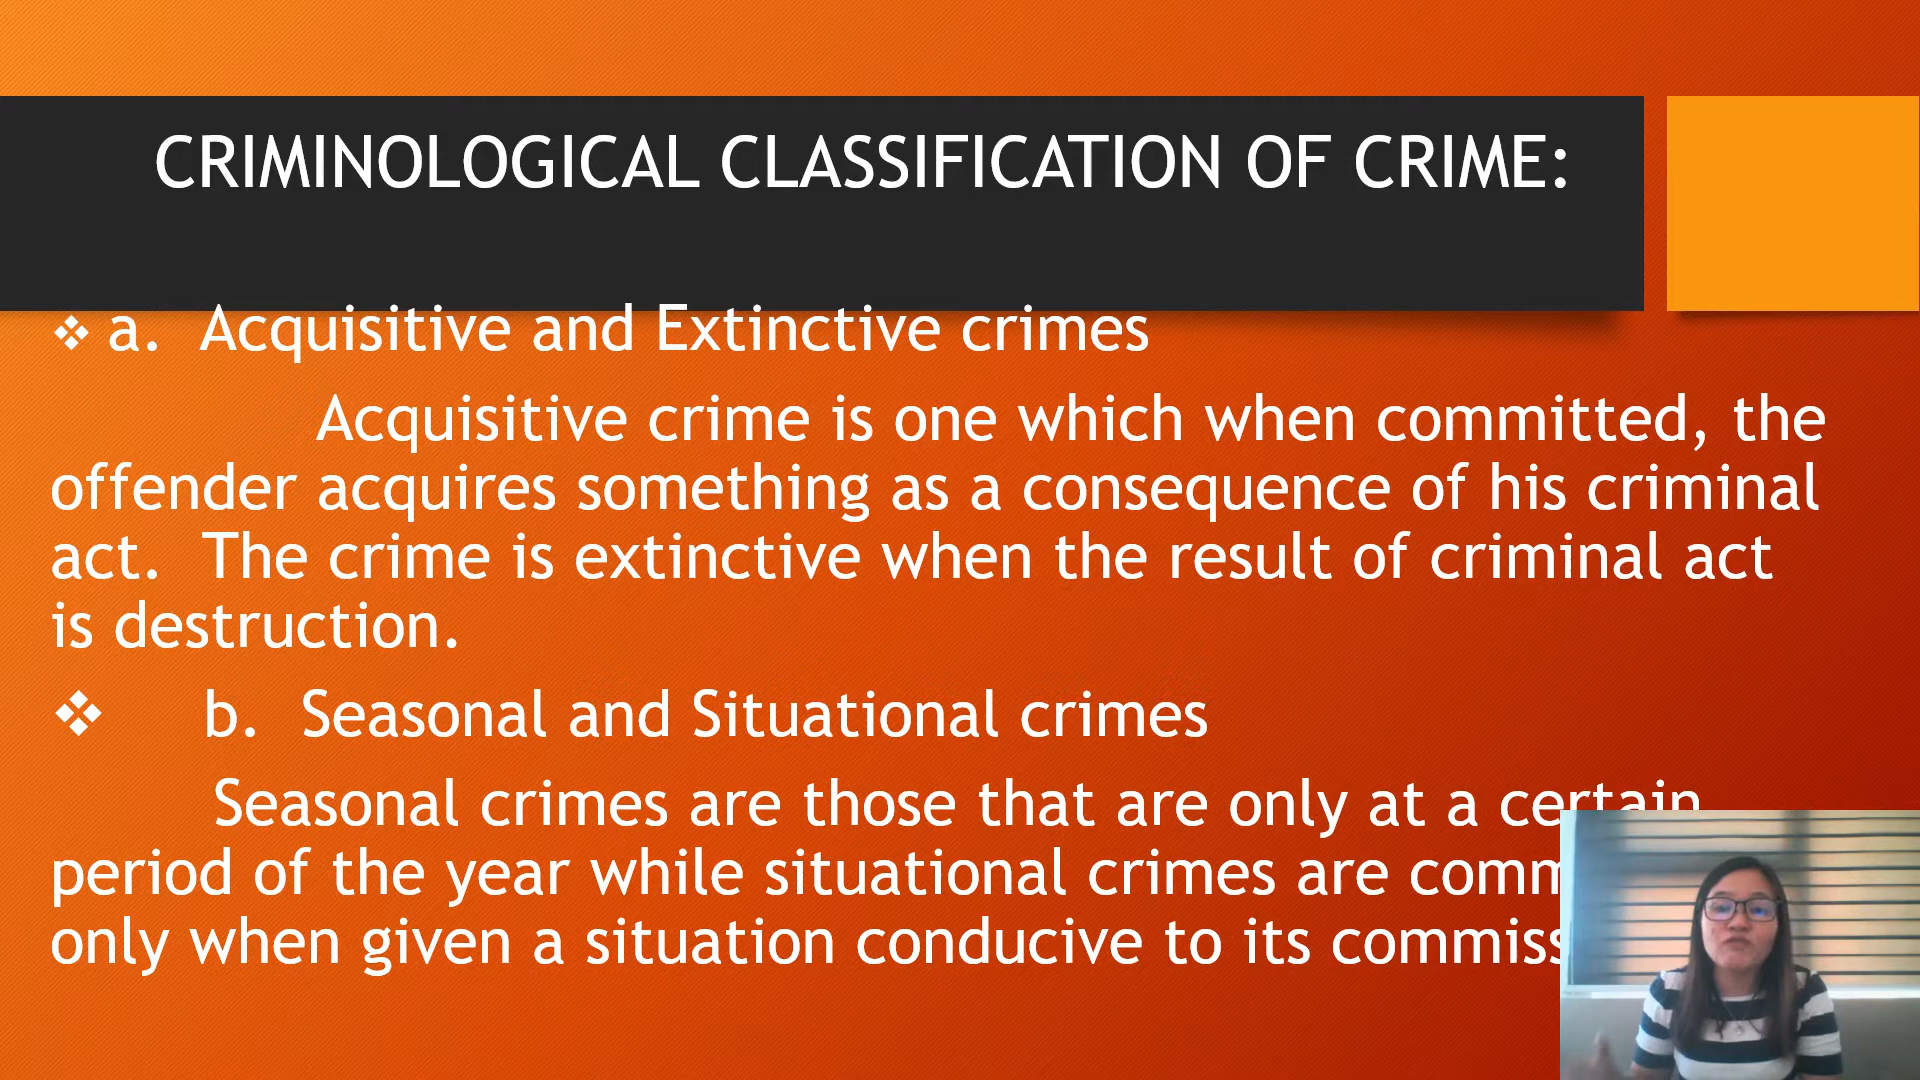 CRIMINOLOGICAL CLASSIFICATION OF CRIME:
❖ a. Acquisitive and Extinctive crimes
Acquisitive crime is one which when committed, the
offender acquires something as a consequence of his criminal
act. The crime is extinctive when the result of criminal act
is destruction.
❖ b. Seasonal and Situational crimes
Seasonal crimes are those that are only at a certain
period of the year while situational crimes are
only when given a situation conducive to its